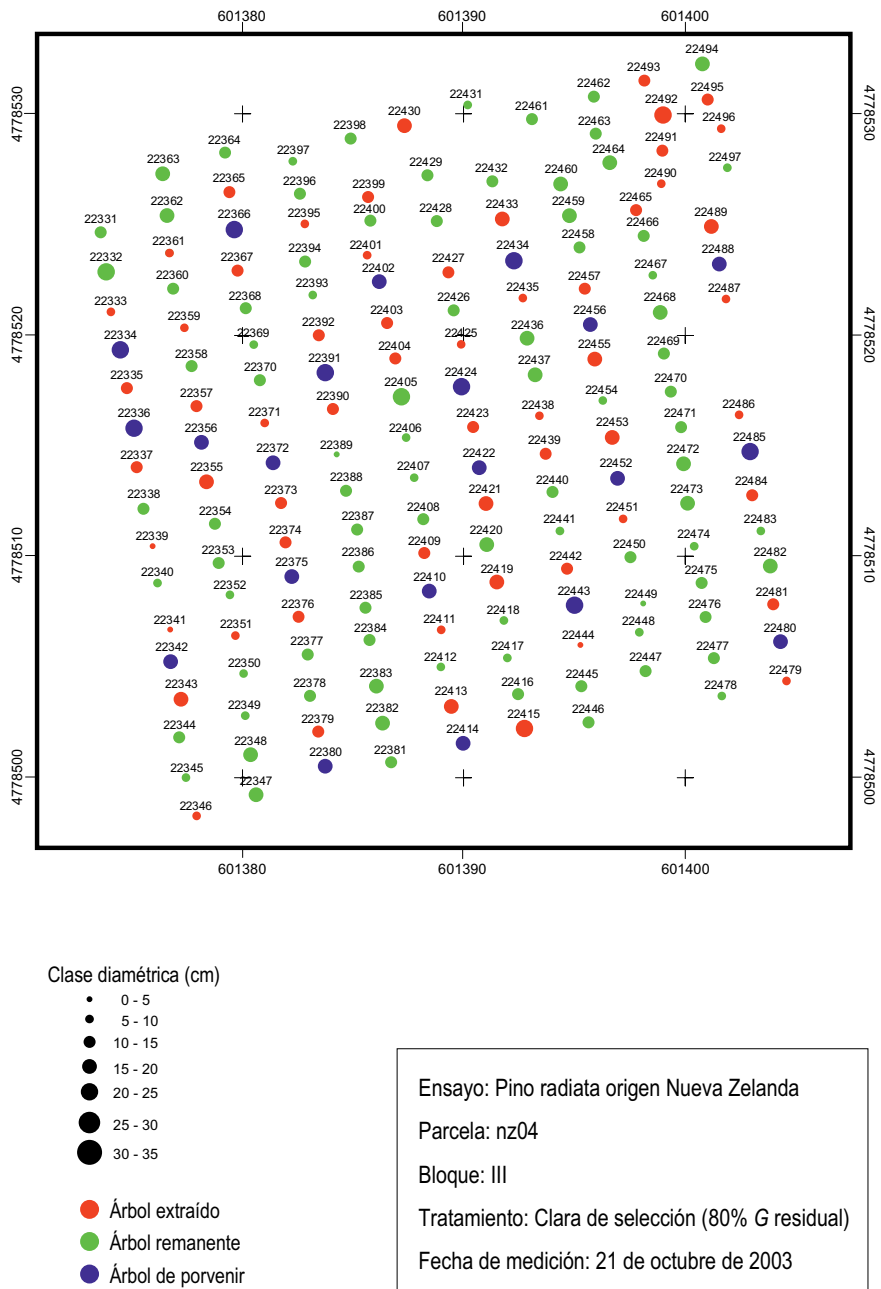 601380 601390 601400
22494
22493
22462 22495
22431
22430 22492
4778530 22461 22496 4778530
22463
22398 22491
22364 22464 22497
22397
22363 22429 22432 22460 22490
22396
22365 22399
22465
22362 22400 22428 22433 22459 22466 22489
22331 22366 22395
22458
22361 22394 22401 22434 22488
22332 22367 22427 22467
22402
22360 22393 22457 22487
22333 22368 22426 22435 22468
22359 22403 22456
22334 22392 22436
4778520 22369 22425 22469 4778520
22358 22404 22455
22370 22391 22437
22335 22424 22470
22357 22405 22454
22390 22438 22486
22336 22371 22423 22471
22356 22406 22453
22389 22439 22485
22337 22372 22422 22472
22355 22407 22452
22388 22440 22484
22338 22373 22421 22473
22354 22408 22451
22387 22441 22483
22339 22374 22420 22474
4778510 22353 22409 22450 4778510
22386 22442 22482
22340 22375 22419 22475
22352 22410 22449
22385 22443 22481
22341 22376 22418 22476
22351 22411 22448
22384 22444 22480
22342 22377 22417 22477
22350 22412 22447
22343 22383 22445 22479
22378 22416 22478
22349 22413
22344 22379 22382 22415 22446
22348 22414
22345 22380 22381
4778500 22347 4778500
22346
601380 601390 601400
Clase diamétrica (cm)
0 - 5
5 - 10
10 - 15
15 - 20
20 - 25
25 - 30
30 - 35
Árbol extraído
Árbol remanente
Árbol de porvenir
Ensayo: Pino radiata origen Nueva Zelanda
Parcela: nz04
Bloque: III
Tratamiento: Clara de selección (80% G residual)
Fecha de medición: 21 de octubre de 2003